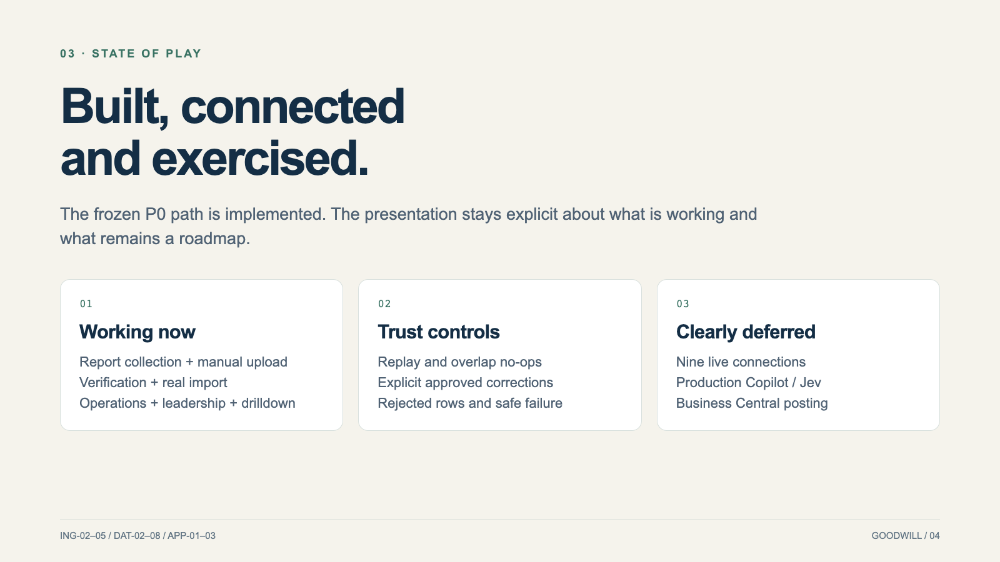 03 · STATE OF PLAY
Built, connected
and exercised.
The frozen P0 path is implemented. The presentation stays explicit about what is working and
what remains a roadmap.
01
Working now
Report collection + manual upload
Verification + real import
Operations + leadership + drilldown
02
Trust controls
Replay and overlap no-ops
Explicit approved corrections
Rejected rows and safe failure
03
Clearly deferred
Nine live connections
Production Copilot / Jev
Business Central posting
ING-02–05 / DAT-02–08 / APP-01–03
GOODWILL / 04